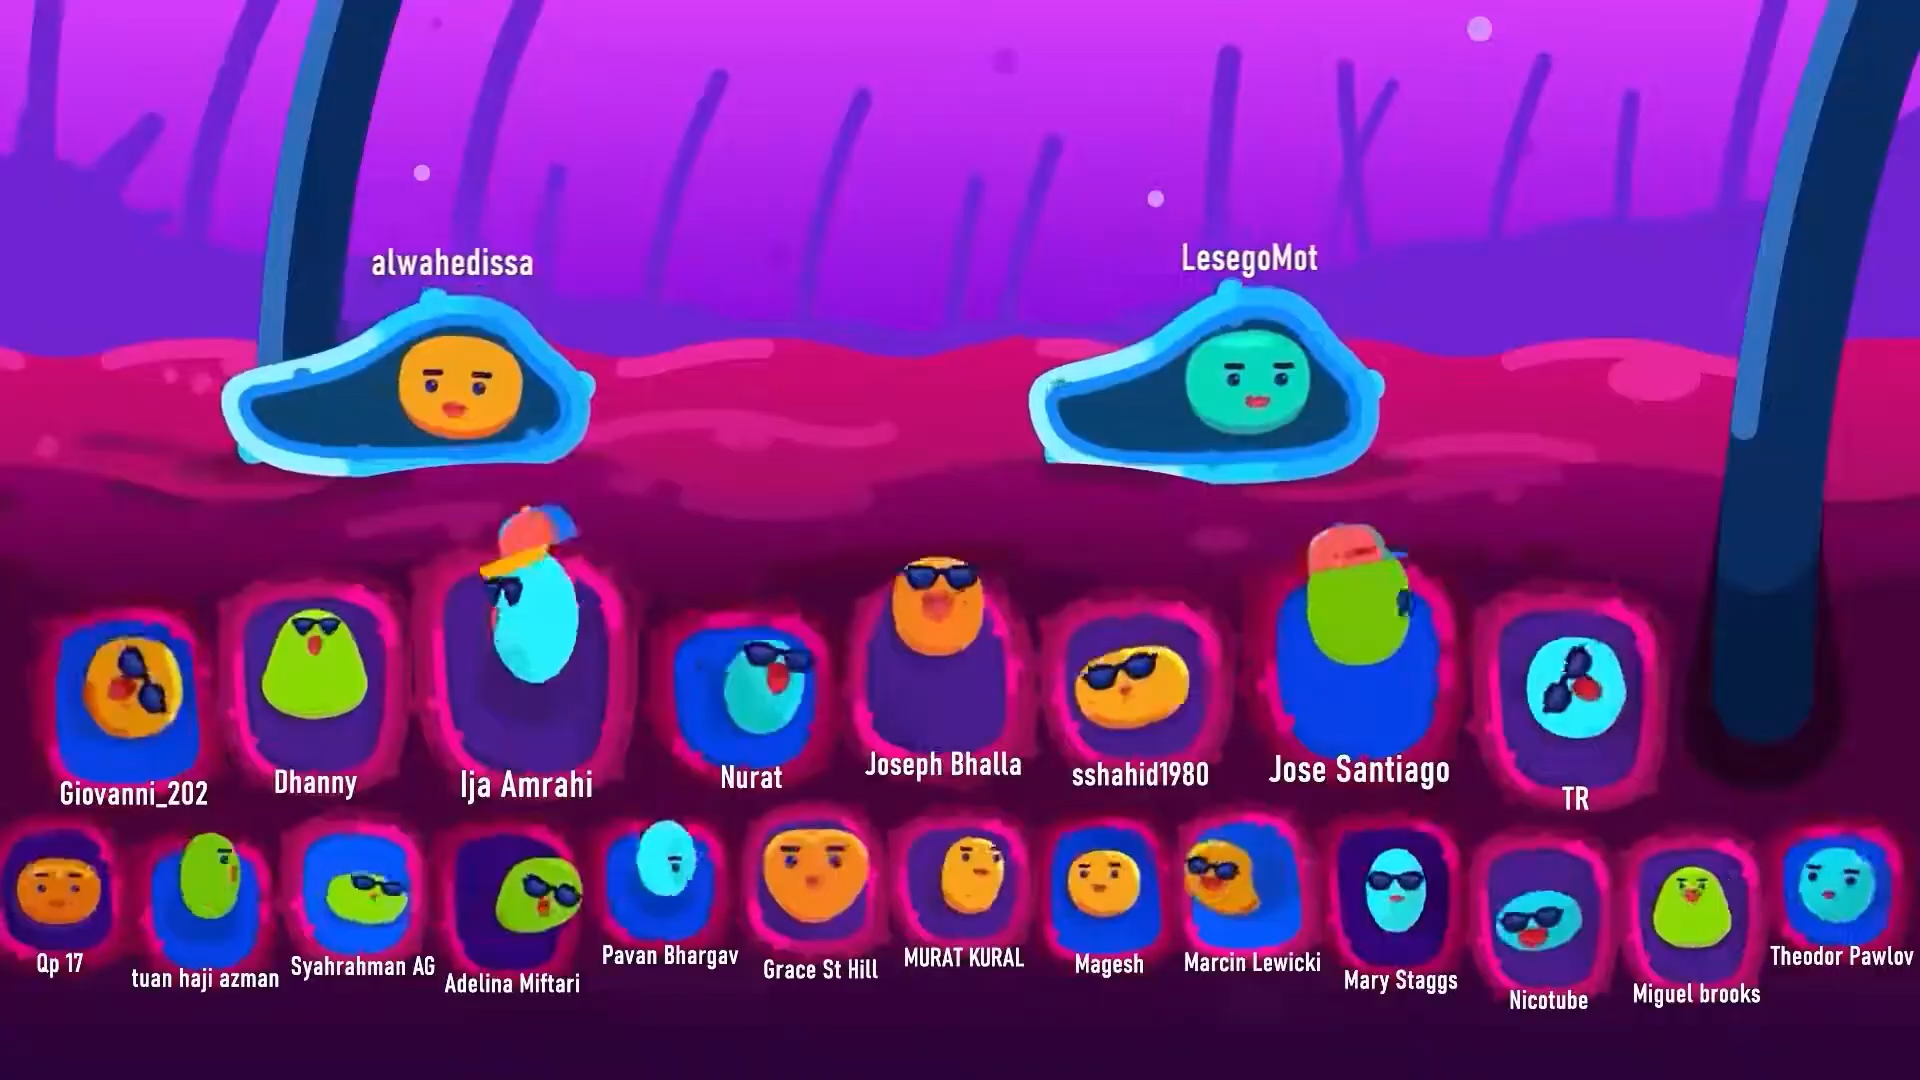 alwahedissa
LesegoMot
Giovanni_202
Dhanny
Ija Amrahi
Nurat
Joseph Bhalla
sshahid1980
Jose Santiago
TR
Qp 17
tuan haji azman
Syahrahman AG
Adelina Miftari
Pavan Bhargav
Grace St Hill
MURAT KURAL
Magesh
Marcin Lewicki
Mary Staggs
Nicotube
Miguel brooks
Theodor Pawlov